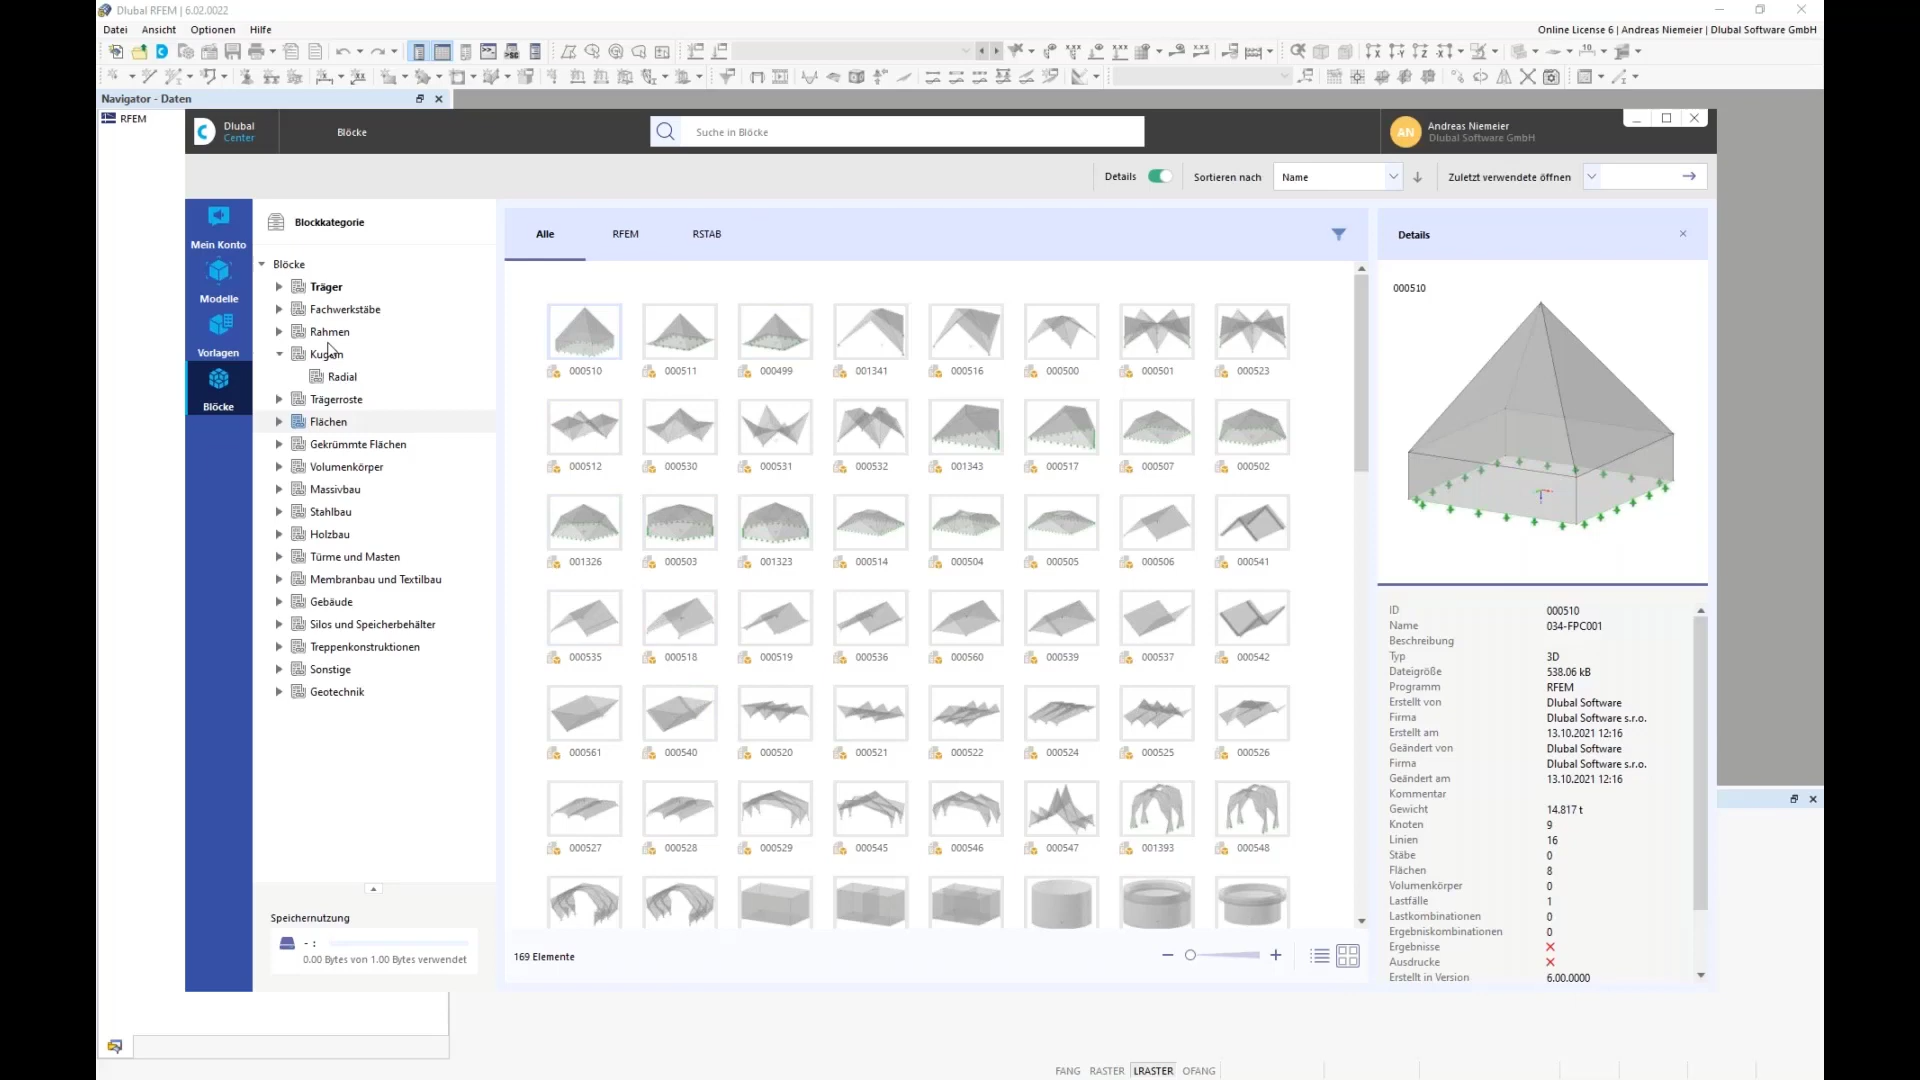 Dlubal RFEM | 6.02.0022
Datei Ansicht Optionen Hilfe
Online License 6 | Andreas Niemeier | Dlubal Software GmbH
Navigator - Daten
RFEM
Dlubal
Center
Blöcke
Suche in Blöcke
AN
Andreas Niemeier
Dlubal Software GmbH
Details
Sortieren nach
Name
Zuletzt verwendete öffnen
Mein Konto
Modelle
Vorlagen
Blöcke
Blockkategorie
Blöcke
Träger
Fachwerkstäbe
Rahmen
Kugeln
Radial
Trägerroste
Flächen
Gekrümmte Flächen
Volumenkörper
Massivbau
Stahlbau
Holzbau
Türme und Masten
Membranbau und Textilbau
Gebäude
Silos und Speicherbehälter
Treppenkonstruktionen
Sonstige
Geotechnik
Speichernutzung
- :
0.00 Bytes von 1.00 Bytes verwendet
Alle RFEM RSTAB
000510 000511 000499 001341 000516 000500 000501 000523
000512 000530 000531 000532 001343 000517 000507 000502
001326 000503 001323 000514 000504 000505 000506 000541
000535 000518 000519 000536 000560 000539 000537 000542
000561 000540 000520 000521 000522 000524 000525 000526
000527 000528 000529 000545 000546 000547 001393 000548
169 Elemente
Details
000510
ID 000510
Name 034-FPC001
Beschreibung
Typ 3D
Dateigröße 538.06 kB
Programm RFEM
Erstellt von Dlubal Software
Firma Dlubal Software s.r.o.
Erstellt am 13.10.2021 12:16
Geändert von Dlubal Software
Firma Dlubal Software s.r.o.
Geändert am 13.10.2021 12:16
Kommentar
Gewicht 14.817 t
Knoten 9
Linien 16
Stäbe 0
Flächen 8
Volumenkörper 0
Lastfälle 1
Lastkombinationen 0
Ergebniskombinationen 0
Ergebnisse
Ausdrucke
Erstellt in Version 6.00.0000
FANG RASTER LRASTER OFANG